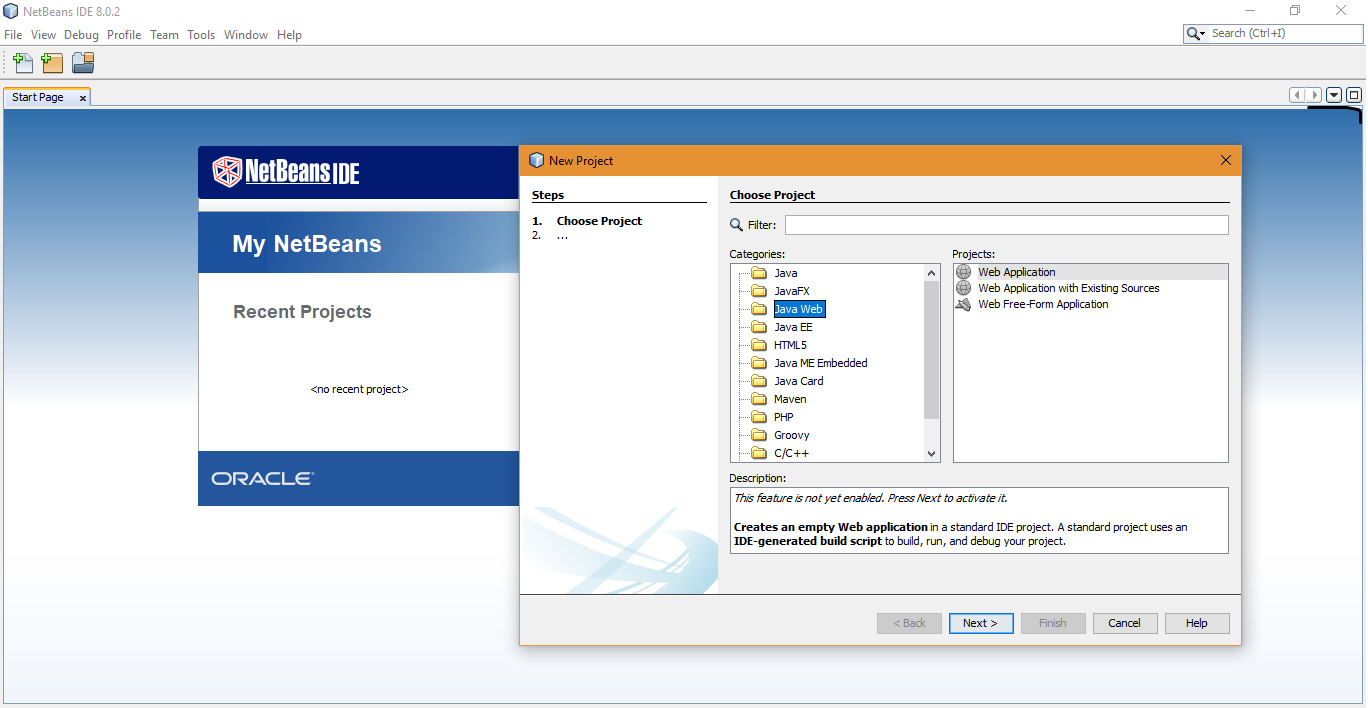 NetBeans IDE 8.0.2
File View Debug Profile Team Tools Window Help
Search (Ctrl+I)
Start Page
NetBeans IDE
My NetBeans
Recent Projects
<no recent project>
ORACLE
New Project
Steps
1. Choose Project
2. ...
Choose Project
Filter:
Categories:
Java
JavaFX
Java Web
Java EE
HTML5
Java ME Embedded
Java Card
Maven
PHP
Groovy
C/C++
Projects:
Web Application
Web Application with Existing Sources
Web Free-Form Application
Description:
This feature is not yet enabled. Press Next to activate it.
Creates an empty Web application in a standard IDE project. A standard project uses an
IDE-generated build script to build, run, and debug your project.
< Back Next > Finish Cancel Help